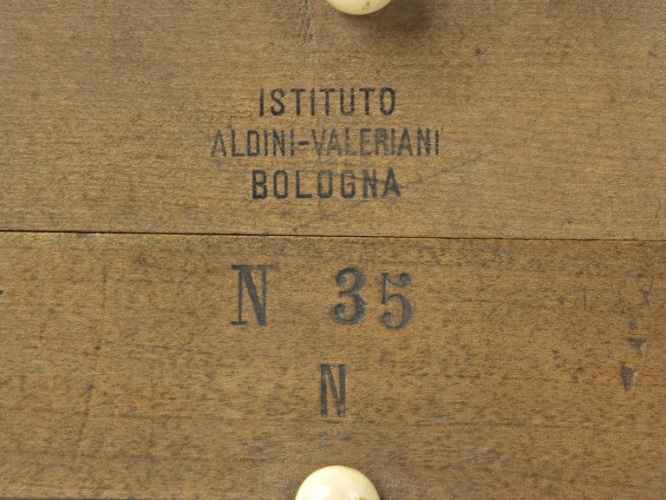 ISTITUTO
ALDINI-VALERIANI
BOLOGNA
N 35
N